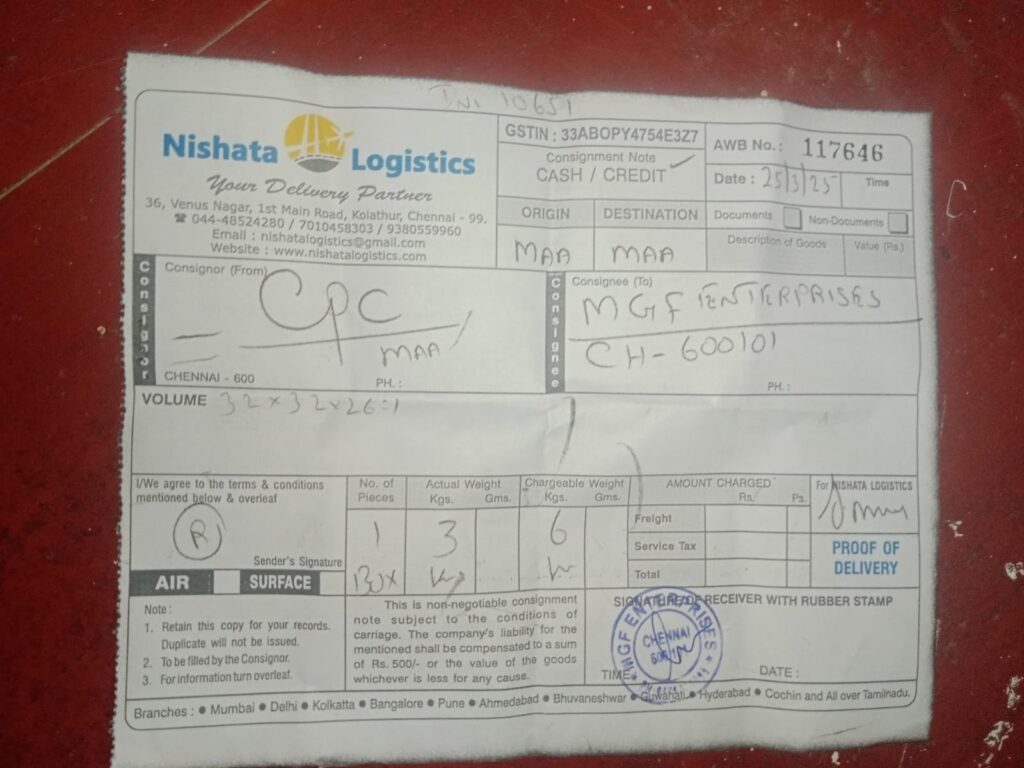 INV 10651
Nishata Logistics
Your Delivery Partner
36, Venus Nagar, 1st Main Road, Kolathur, Chennai - 99.
☎ 044-48524280 / 7010458303 / 9380559960
Email : nishatalogistics@gmail.com
Website : www.nishatalogistics.com
GSTIN : 33ABOPY4754E3Z7
Consignment Note
CASH / CREDIT ✓
AWB No. : 117646
Date : 25/3/25 Time
ORIGIN DESTINATION
MAA MAA
Documents Non-Documents
Description of Goods Value (Rs.)
Consignor
Consignor (From)
CPC
MAA
CHENNAI - 600 PH. :
Consignee
Consignee (To)
MGF ENTERPRISES
CH - 600101
PH. :
VOLUME 32 x 32 x 26 = 1
I/We agree to the terms & conditions
mentioned below & overleaf
R
Sender's Signature
AIR SURFACE
No. of Pieces
1
Box
Actual Weight
Kgs. Gms.
3
Kg
Chargeable Weight
Kgs. Gms.
6
AMOUNT CHARGED
Rs. Ps.
Freight
Service Tax
Total
For NISHATA LOGISTICS
PROOF OF
DELIVERY
Note :
1. Retain this copy for your records.
Duplicate will not be issued.
2. To be filled by the Consignor.
3. For information turn overleaf.
This is non-negotiable consignment
note subject to the conditions of
carriage. The company's liability for the
mentioned shall be compensated to a sum
of Rs. 500/- or the value of the goods
whichever is less for any cause.
SIGNATURE OF RECEIVER WITH RUBBER STAMP
MGF ENTERPRISES
CHENNAI
TIME: DATE :
Branches : ● Mumbai ● Delhi ● Kolkatta ● Bangalore ● Pune ● Ahmedabad ● Bhuvaneshwar ● Guwahati ● Hyderabad ● Cochin and All over Tamilnadu.